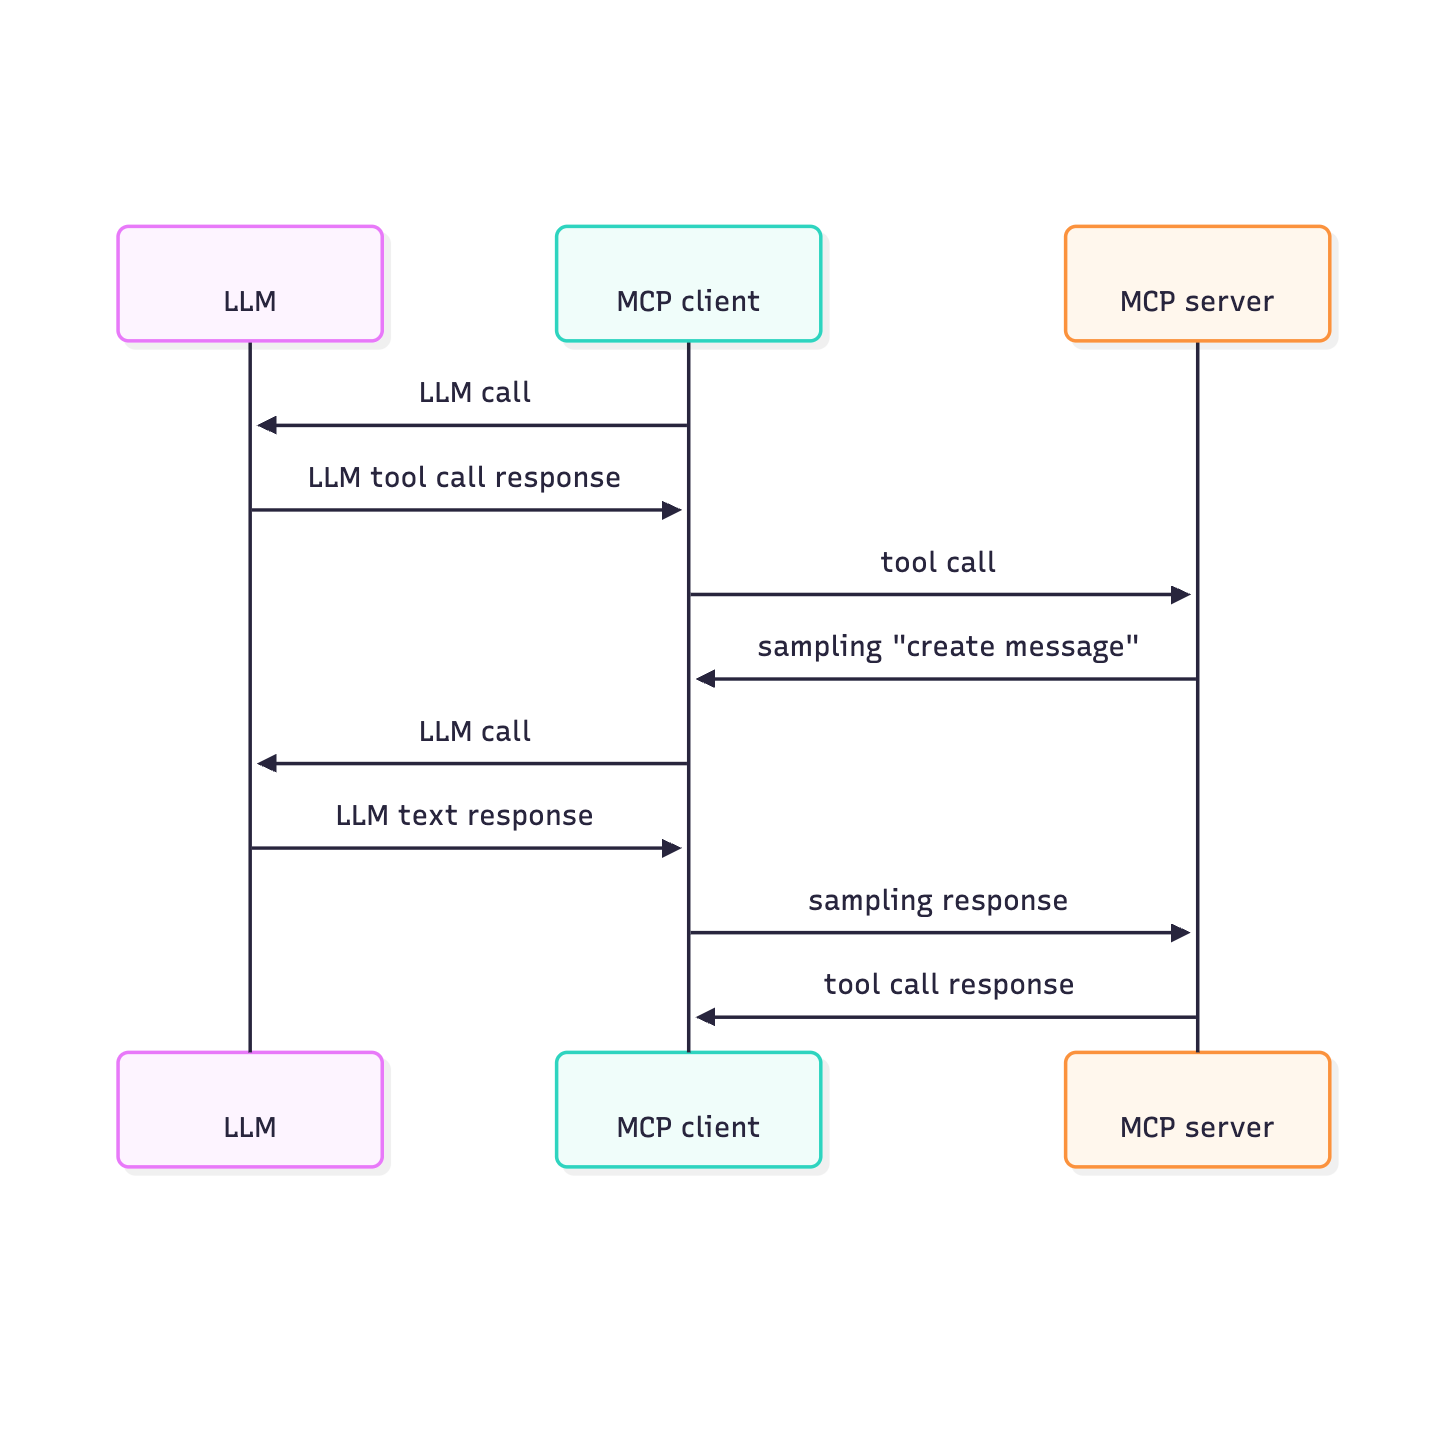 LLM
MCP client
MCP server
LLM call
LLM tool call response
tool call
sampling "create message"
LLM call
LLM text response
sampling response
tool call response
LLM
MCP client
MCP server